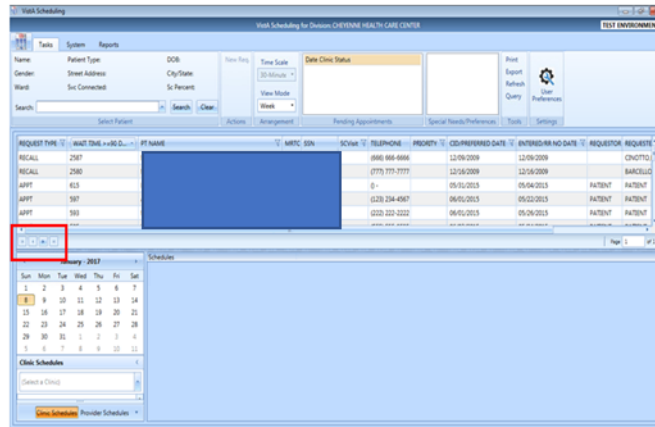 VistA Scheduling
VistA Scheduling for Division: CHEYENNE HEALTH CARE CENTER
TEST ENVIRONMEN
Tasks System Reports
Name: Patient Type: DOB:
Gender: Street Address: City/State:
Ward: Svc Connected: Sc Percent:
Search: Search Clear
Select Patient
New Req.
Actions
Time Scale
30-Minute
View Mode
Week
Arrangement
Date Clinic Status
Pending Appointments
Special Needs/Preferences
Print
Export
Refresh
Query
Tools
User
Preferences
Settings
REQUEST TYPE WAIT TIME >=90 D... PT NAME MRTC SSN SCVisit TELEPHONE PRIORITY CID/PREFERRED DATE ENTERED/RR NO DATE REQUESTOR REQUESTE
RECALL 2587 (666) 666-6666 12/09/2009 12/09/2009 CINOTTO,
RECALL 2580 (777) 777-7777 12/16/2009 12/16/2009 BARCELLO
APPT 615 () - 05/31/2015 05/04/2015 PATIENT PATIENT
APPT 597 (123) 234-4567 06/01/2015 05/22/2015 PATIENT PATIENT
APPT 593 (222) 222-2222 06/01/2015 05/26/2015 PATIENT PATIENT
Page 1 of
January - 2017
Sun Mon Tue Wed Thu Fri Sat
1 2 3 4 5 6 7
8 9 10 11 12 13 14
15 16 17 18 19 20 21
22 23 24 25 26 27 28
29 30 31 1 2 3 4
5 6 7 8 9 10 11
Clinic Schedules
(Select a Clinic)
Clinic Schedules Provider Schedules
Schedules